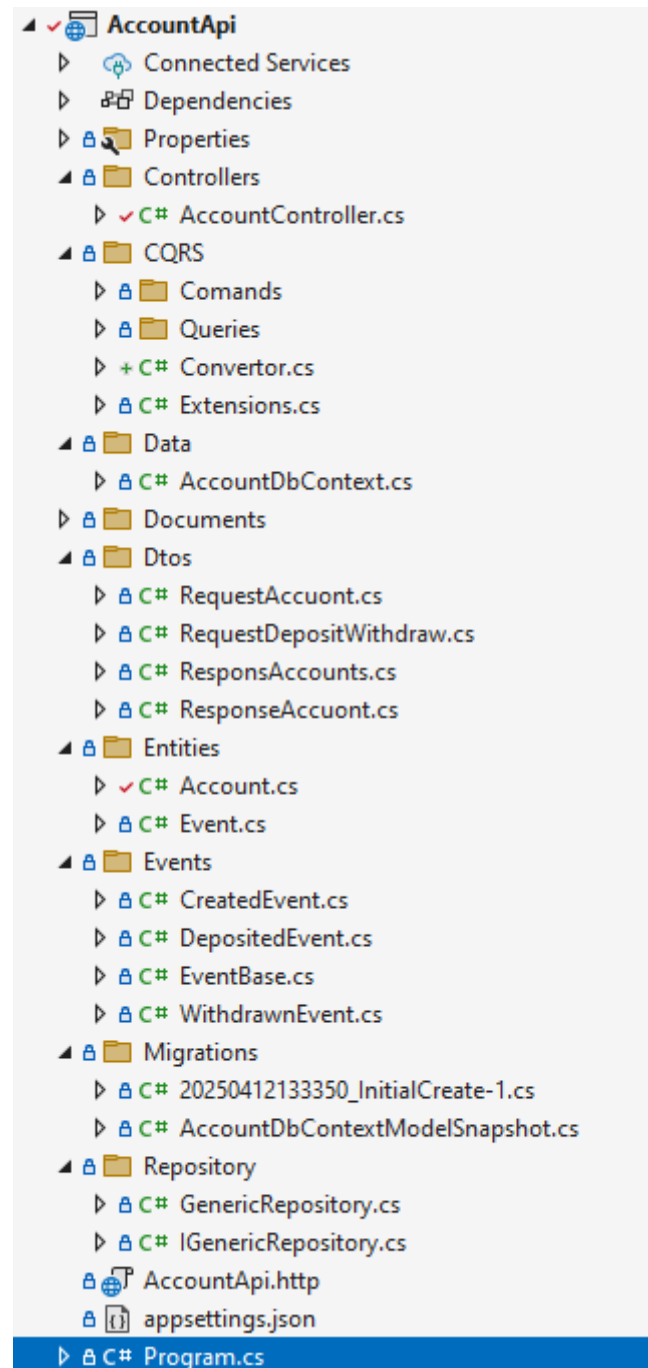 AccountApi
Connected Services
Dependencies
Properties
Controllers
C# AccountController.cs
CQRS
Comands
Queries
C# Convertor.cs
C# Extensions.cs
Data
C# AccountDbContext.cs
Documents
Dtos
C# RequestAccuont.cs
C# RequestDepositWithdraw.cs
C# ResponsAccounts.cs
C# ResponseAccuont.cs
Entities
C# Account.cs
C# Event.cs
Events
C# CreatedEvent.cs
C# DepositedEvent.cs
C# EventBase.cs
C# WithdrawnEvent.cs
Migrations
C# 20250412133350_InitialCreate-1.cs
C# AccountDbContextModelSnapshot.cs
Repository
C# GenericRepository.cs
C# IGenericRepository.cs
AccountApi.http
appsettings.json
C# Program.cs